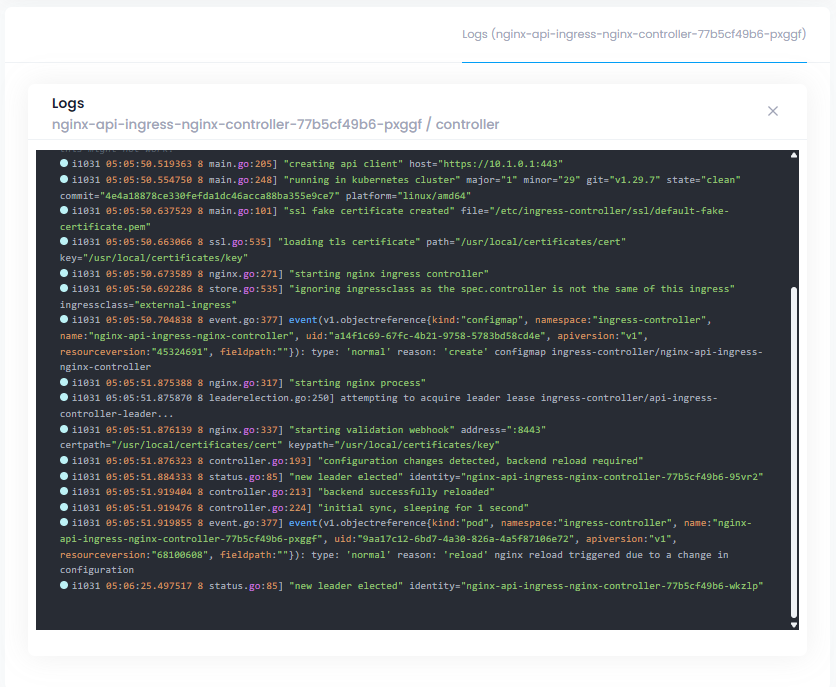 Logs (nginx-api-ingress-nginx-controller-77b5cf49b6-pxggf)
Logs
nginx-api-ingress-nginx-controller-77b5cf49b6-pxggf / controller
i1031 05:05:50.519363 8 main.go:205] "creating api client" host="https://10.1.0.1:443"
i1031 05:05:50.554750 8 main.go:248] "running in kubernetes cluster" major="1" minor="29" git="v1.29.7" state="clean"
commit="4e4a18878ce330fefda1dc46acca88ba355e9ce7" platform="linux/amd64"
i1031 05:05:50.637529 8 main.go:101] "ssl fake certificate created" file="/etc/ingress-controller/ssl/default-fake-
certificate.pem"
i1031 05:05:50.663066 8 ssl.go:535] "loading tls certificate" path="/usr/local/certificates/cert"
key="/usr/local/certificates/key"
i1031 05:05:50.673589 8 nginx.go:271] "starting nginx ingress controller"
i1031 05:05:50.692286 8 store.go:535] "ignoring ingressclass as the spec.controller is not the same of this ingress"
ingressclass="external-ingress"
i1031 05:05:50.704838 8 event.go:377] event(v1.objectreference{kind:"configmap", namespace:"ingress-controller",
name:"nginx-api-ingress-nginx-controller", uid:"a14f1c69-67fc-4b21-9758-5783bd58cd4e", apiversion:"v1",
resourceversion:"45324691", fieldpath:""}): type: 'normal' reason: 'create' configmap ingress-controller/nginx-api-ingress-
nginx-controller
i1031 05:05:51.875388 8 nginx.go:317] "starting nginx process"
i1031 05:05:51.875870 8 leaderelection.go:250] attempting to acquire leader lease ingress-controller/api-ingress-
controller-leader...
i1031 05:05:51.876139 8 nginx.go:337] "starting validation webhook" address=":8443"
certpath="/usr/local/certificates/cert" keypath="/usr/local/certificates/key"
i1031 05:05:51.876323 8 controller.go:193] "configuration changes detected, backend reload required"
i1031 05:05:51.884333 8 status.go:85] "new leader elected" identity="nginx-api-ingress-nginx-controller-77b5cf49b6-95vr2"
i1031 05:05:51.919404 8 controller.go:213] "backend successfully reloaded"
i1031 05:05:51.919476 8 controller.go:224] "initial sync, sleeping for 1 second"
i1031 05:05:51.919855 8 event.go:377] event(v1.objectreference{kind:"pod", namespace:"ingress-controller", name:"nginx-
api-ingress-nginx-controller-77b5cf49b6-pxggf", uid:"9aa17c12-6bd7-4a30-826a-4a5f87106e72", apiversion:"v1",
resourceversion:"68100608", fieldpath:""}): type: 'normal' reason: 'reload' nginx reload triggered due to a change in
configuration
i1031 05:06:25.497517 8 status.go:85] "new leader elected" identity="nginx-api-ingress-nginx-controller-77b5cf49b6-wkzlp"